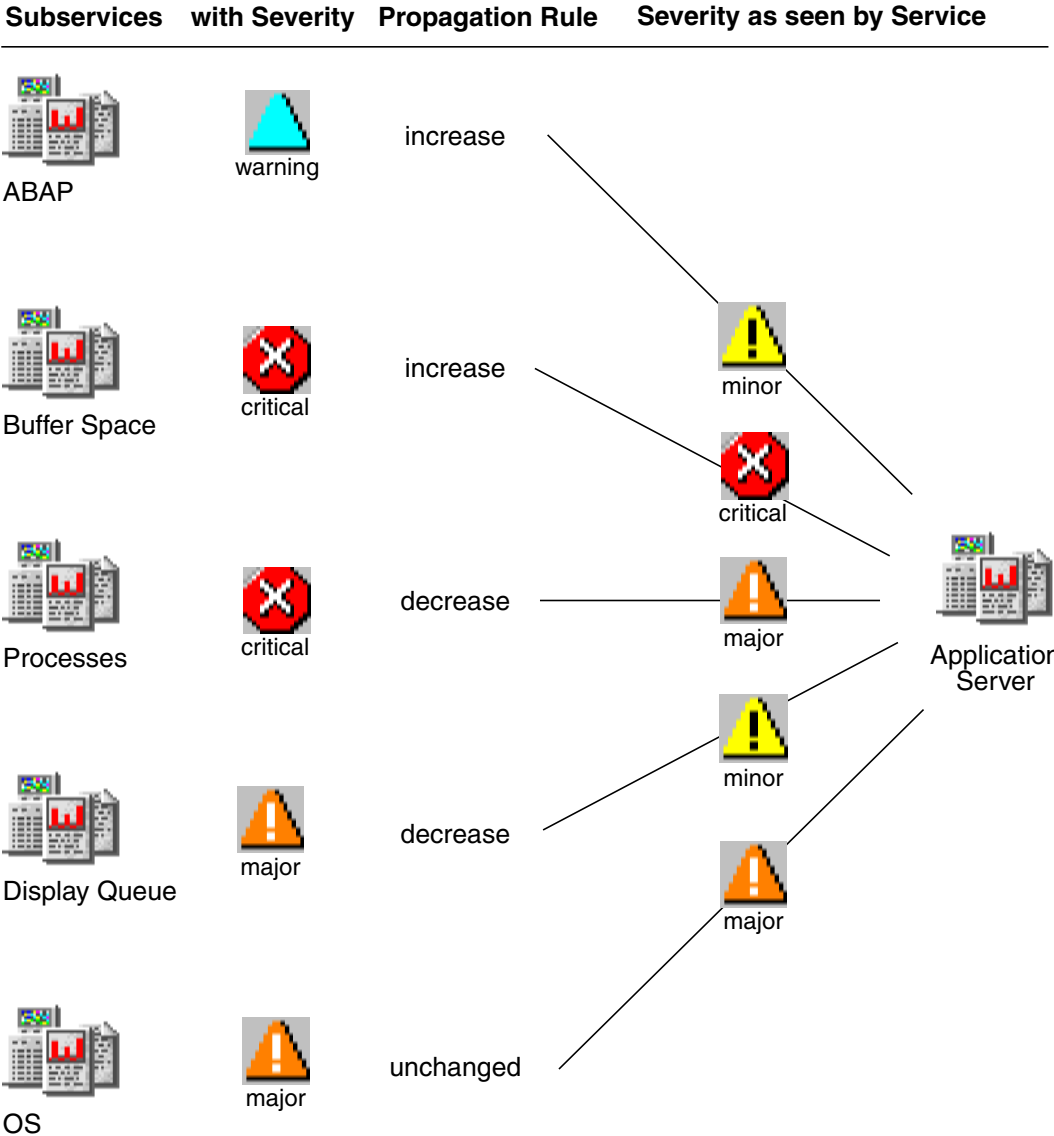 Subservices with Severity Propagation Rule Severity as seen by Service
warning increase
ABAP
minor
increase
critical
Buffer Space
critical
decrease
major
critical
Processes
Application
Server
minor
decrease
major
Display Queue
major
unchanged
major
OS